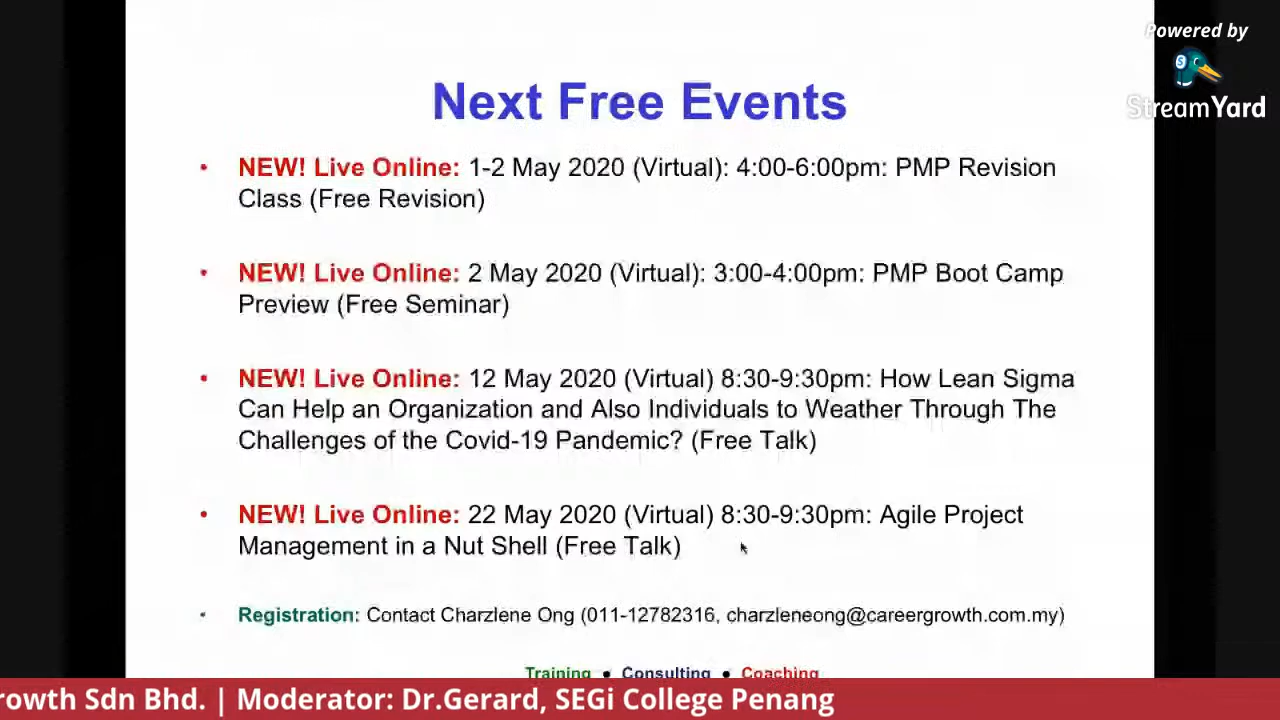 Powered by
StreamYard
Next Free Events
• NEW! Live Online: 1-2 May 2020 (Virtual): 4:00-6:00pm: PMP Revision
Class (Free Revision)
• NEW! Live Online: 2 May 2020 (Virtual): 3:00-4:00pm: PMP Boot Camp
Preview (Free Seminar)
• NEW! Live Online: 12 May 2020 (Virtual) 8:30-9:30pm: How Lean Sigma
Can Help an Organization and Also Individuals to Weather Through The
Challenges of the Covid-19 Pandemic? (Free Talk)
• NEW! Live Online: 22 May 2020 (Virtual) 8:30-9:30pm: Agile Project
Management in a Nut Shell (Free Talk)
• Registration: Contact Charzlene Ong (011-12782316, charzleneong@careergrowth.com.my)
Training • Consulting • Coaching
rowth Sdn Bhd. | Moderator: Dr.Gerard, SEGi College Penang